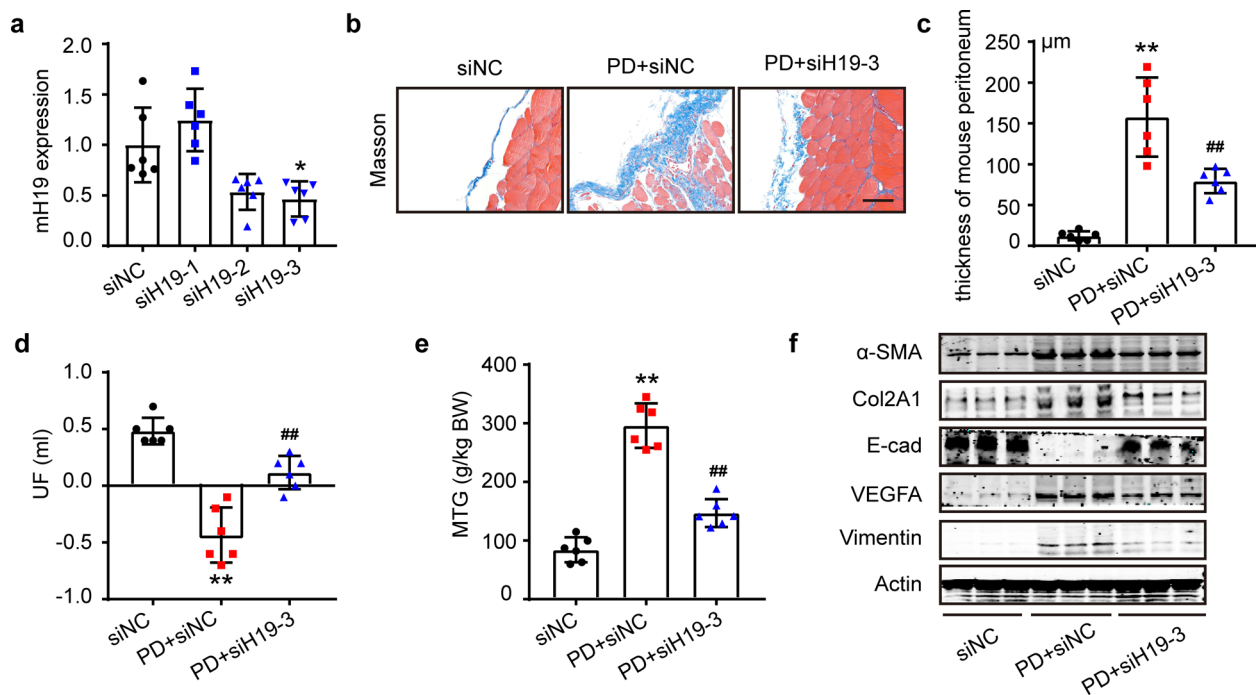 a
mH19 expression
2.0
1.5
1.0
0.5
0.0
*
siNC
siH19-1
siH19-2
siH19-3
b
siNC
PD+siNC
PD+siH19-3
Masson
c
thickness of mouse peritoneum
µm
250
200
150
100
50
0
**
##
siNC
PD+siNC
PD+siH19-3
d
UF (ml)
1.0
0.5
0.0
-0.5
-1.0
**
##
siNC
PD+siNC
PD+siH19-3
e
MTG (g/kg BW)
400
300
200
100
0
**
##
siNC
PD+siNC
PD+siH19-3
f
α-SMA
Col2A1
E-cad
VEGFA
Vimentin
Actin
siNC
PD+siNC
PD+siH19-3